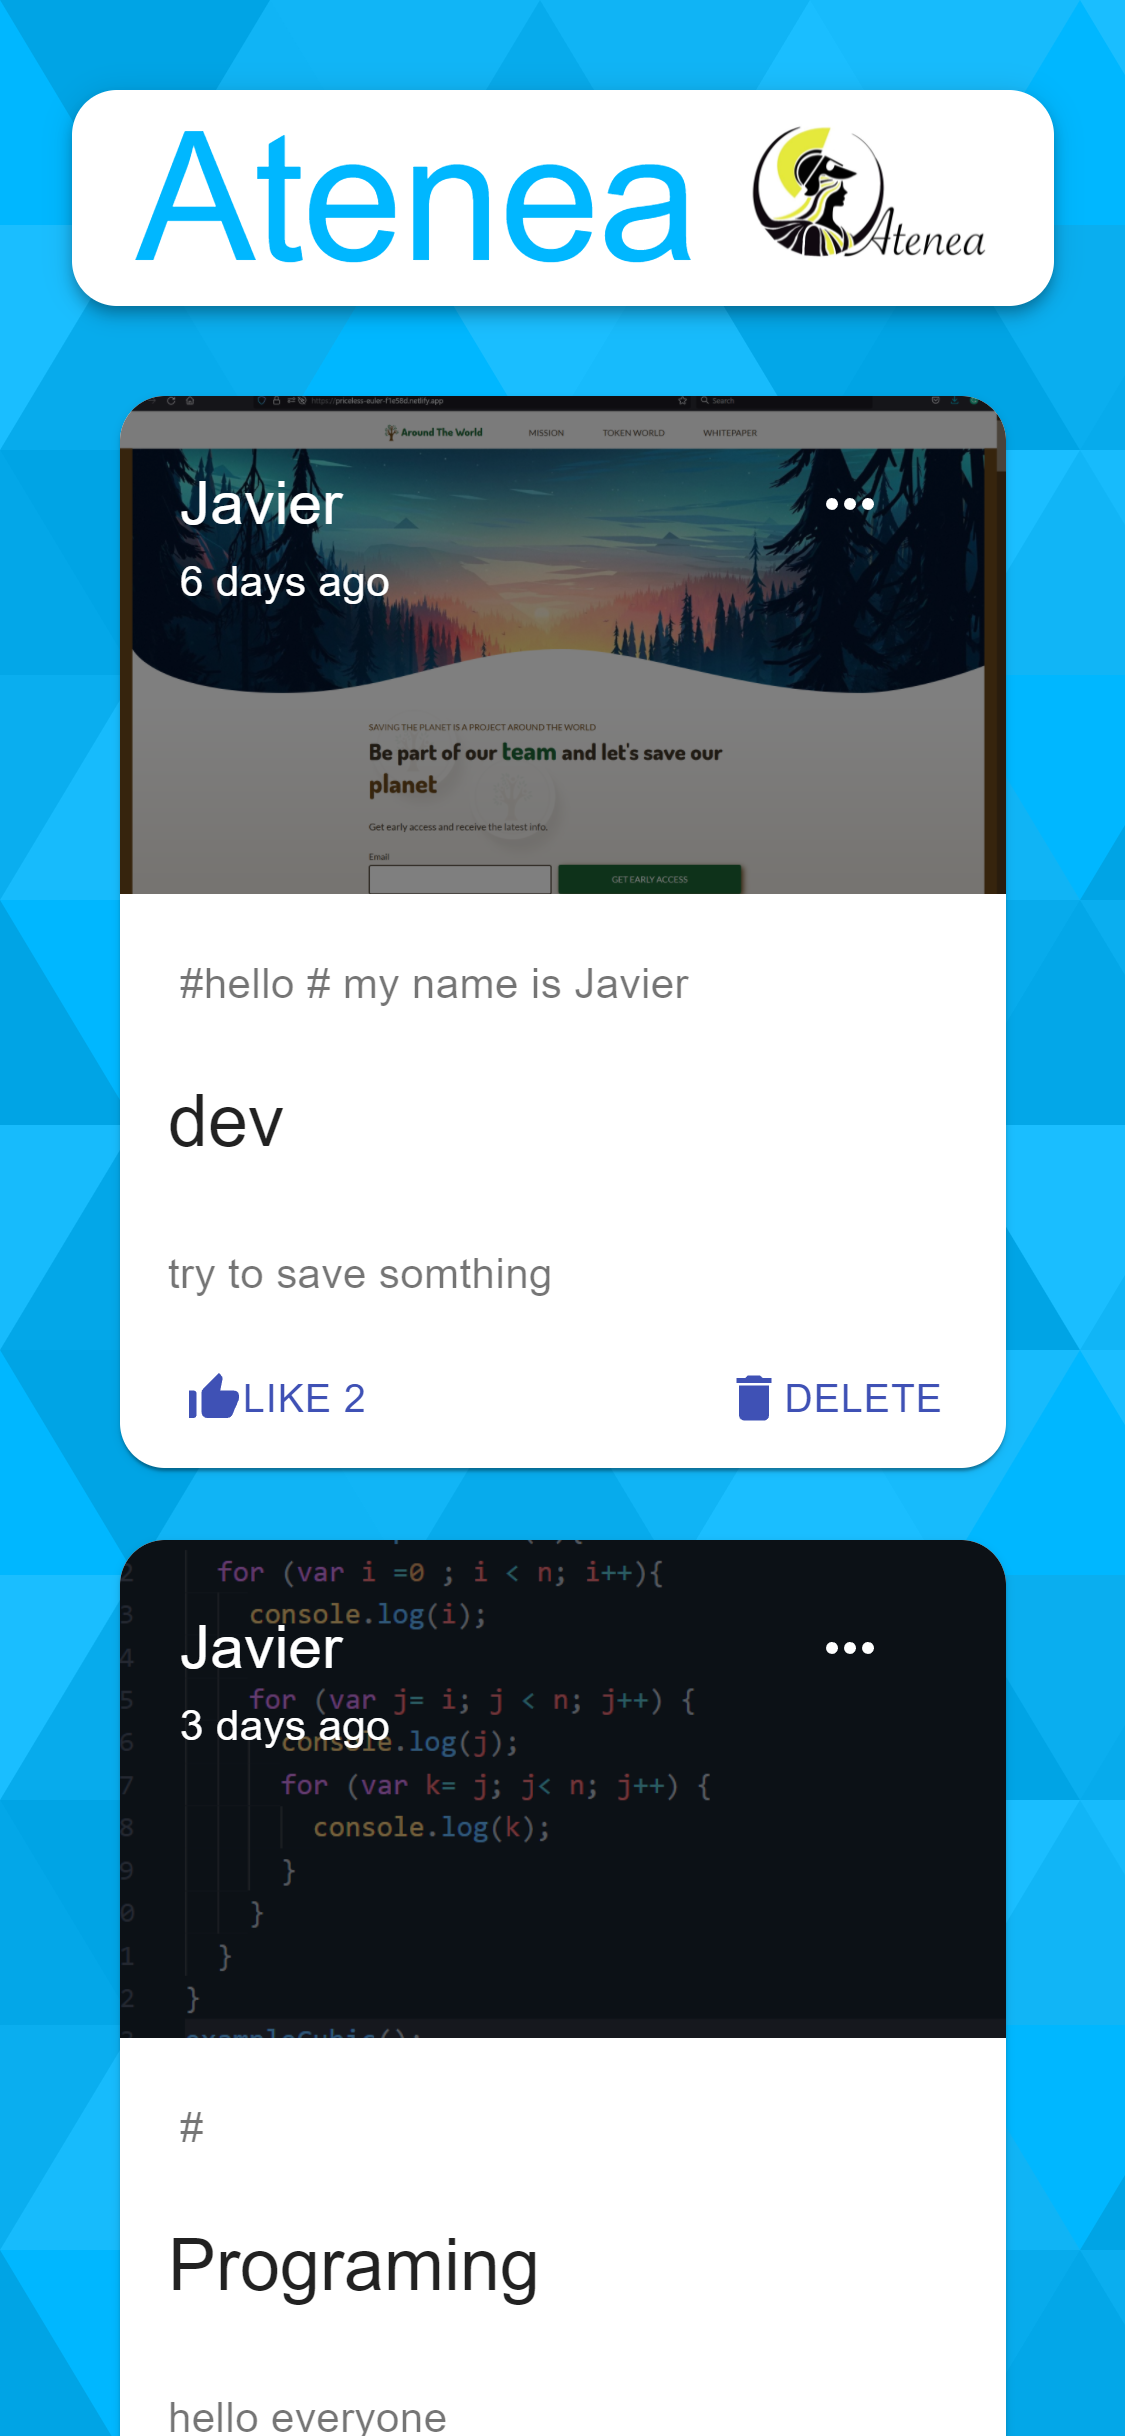 Atenea
Atenea
https://priceless-euler-f1e58d.netlify.app
Search
Around The World
MISSION
TOKEN WORLD
WHITEPAPER
Javier
6 days ago
SAVING THE PLANET IS A PROJECT AROUND THE WORLD
Be part of our team and let's save our
planet
Get early access and receive the latest info.
Email
GET EARLY ACCESS
#hello # my name is Javier
dev
try to save somthing
LIKE 2
DELETE
2 for (var i =0 ; i < n; i++){
3 console.log(i);
Javier
4
5 for (var j= i; j < n; j++) {
3 days ago
6 console.log(j);
7 for (var k= j; j< n; j++) {
8 console.log(k);
9 }
0 }
1 }
2 }
exampleCubic();
#
Programing
hello everyone